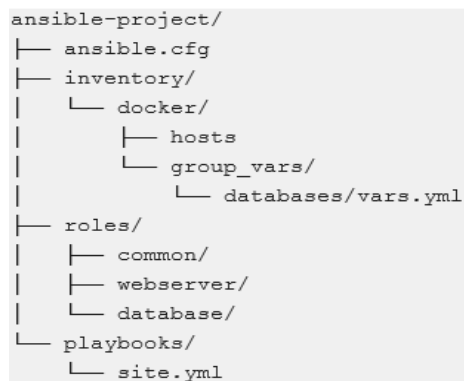 ansible-project/
├── ansible.cfg
├── inventory/
│   └── docker/
│       ├── hosts
│       └── group_vars/
│           └── databases/vars.yml
├── roles/
│   ├── common/
│   ├── webserver/
│   └── database/
└── playbooks/
    └── site.yml